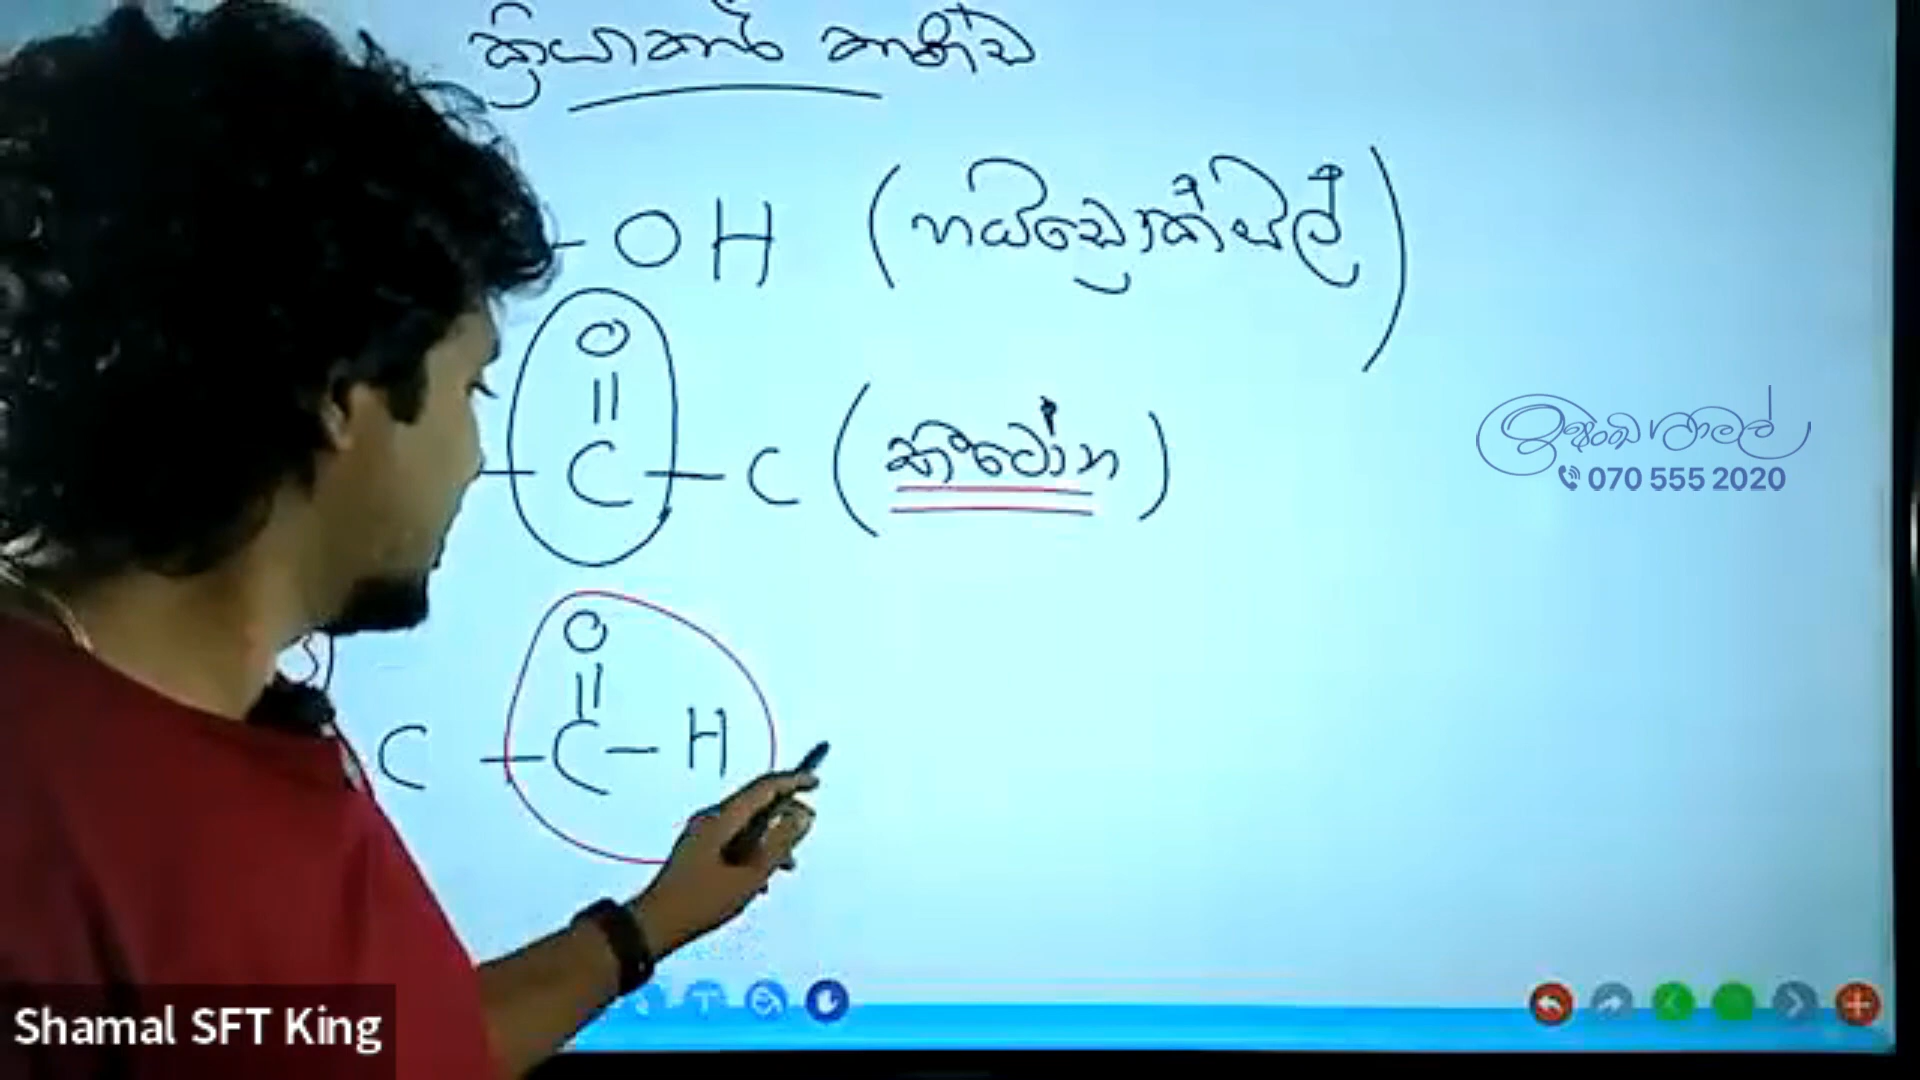 ක්‍රියාකාරී කාණ්ඩ
-OH (හයිඩ්‍රොක්සිල්)
O
||
- C - C (කීටෝන)
O
||
C - C - H
070 555 2020
Shamal SFT King